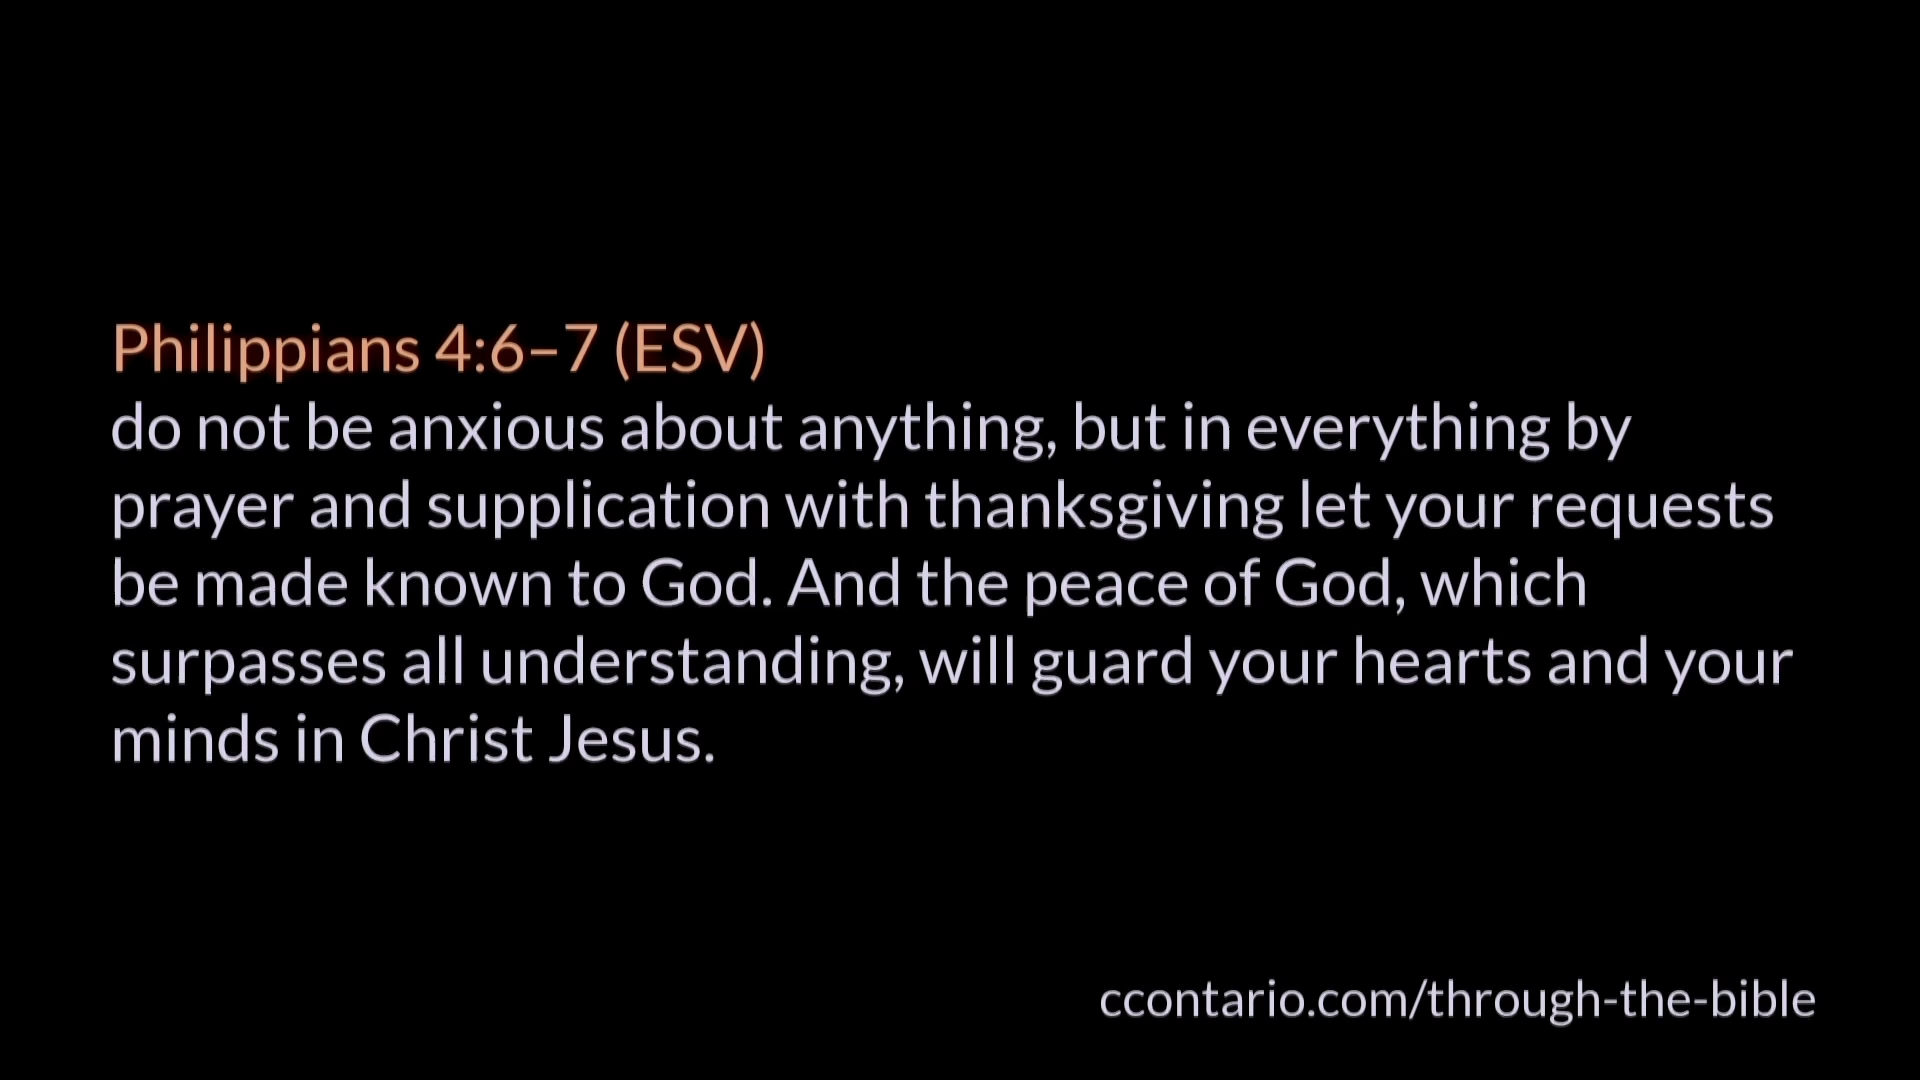 Philippians 4:6–7 (ESV)
do not be anxious about anything, but in everything by
prayer and supplication with thanksgiving let your requests
be made known to God. And the peace of God, which
surpasses all understanding, will guard your hearts and your
minds in Christ Jesus.
ccontario.com/through-the-bible